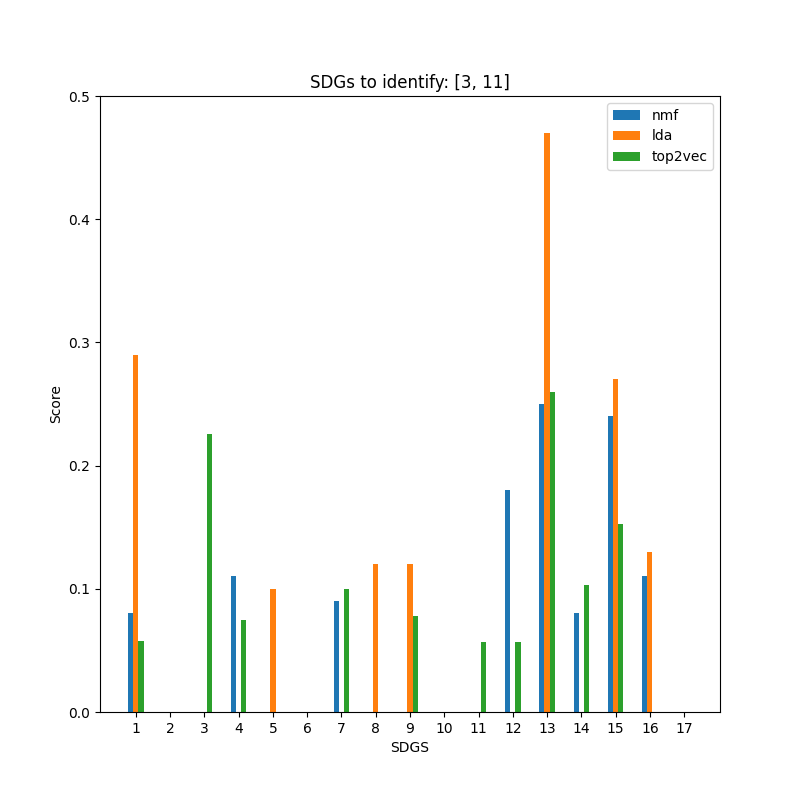 SDGs to identify: [3, 11]
nmf
lda
top2vec
0.5
0.4
0.3
0.2
0.1
0.0
Score
1 2 3 4 5 6 7 8 9 10 11 12 13 14 15 16 17
SDGS